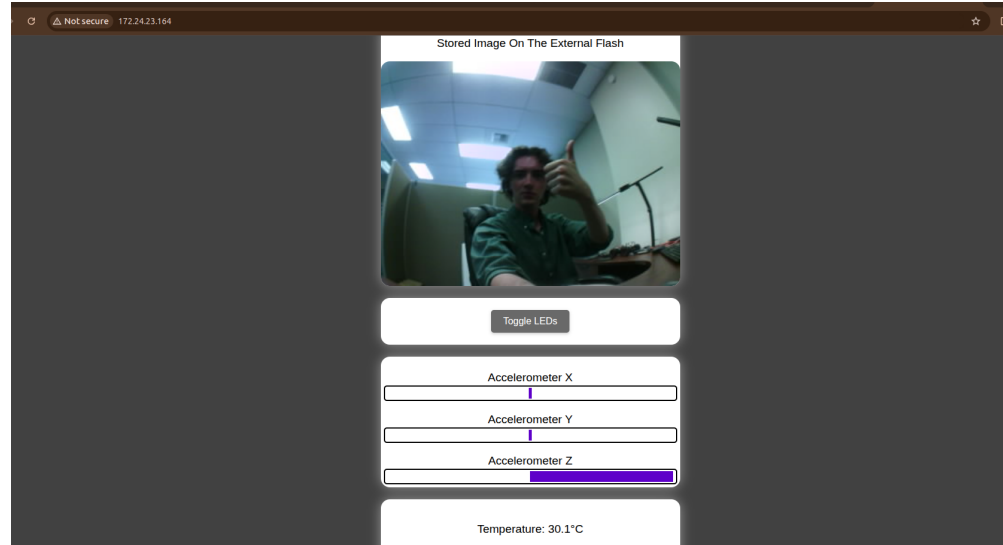 Not secure 172.24.23.164
Stored Image On The External Flash
Toggle LEDs
Accelerometer X
Accelerometer Y
Accelerometer Z
Temperature: 30.1°C